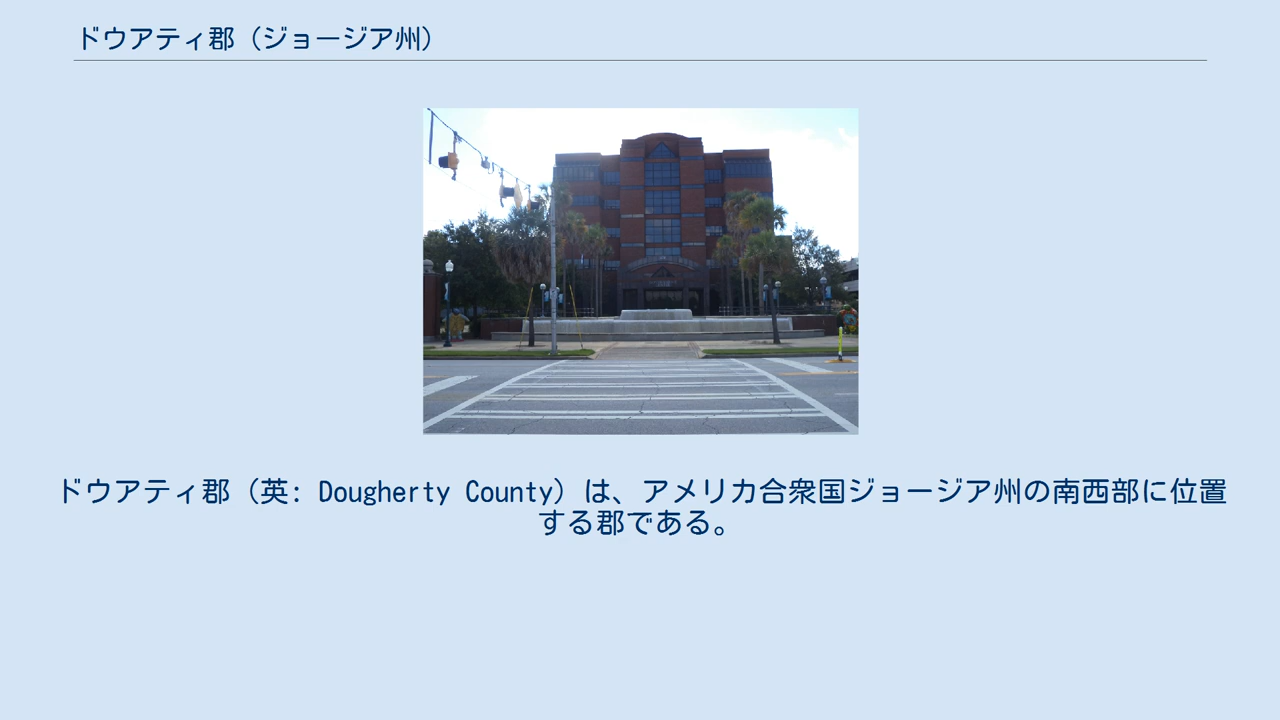 ドウアティ郡（ジョージア州）
ドウアティ郡（英: Dougherty County）は、アメリカ合衆国ジョージア州の南西部に位置
する郡である。